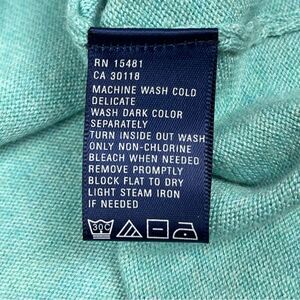 RN 15481
CA 30118
MACHINE WASH COLD
DELICATE
WASH DARK COLOR
SEPARATELY
TURN INSIDE OUT WASH
ONLY NON-CHLORINE
BLEACH WHEN NEEDED
REMOVE PROMPTLY
BLOCK FLAT TO DRY
LIGHT STEAM IRON
IF NEEDED
30C